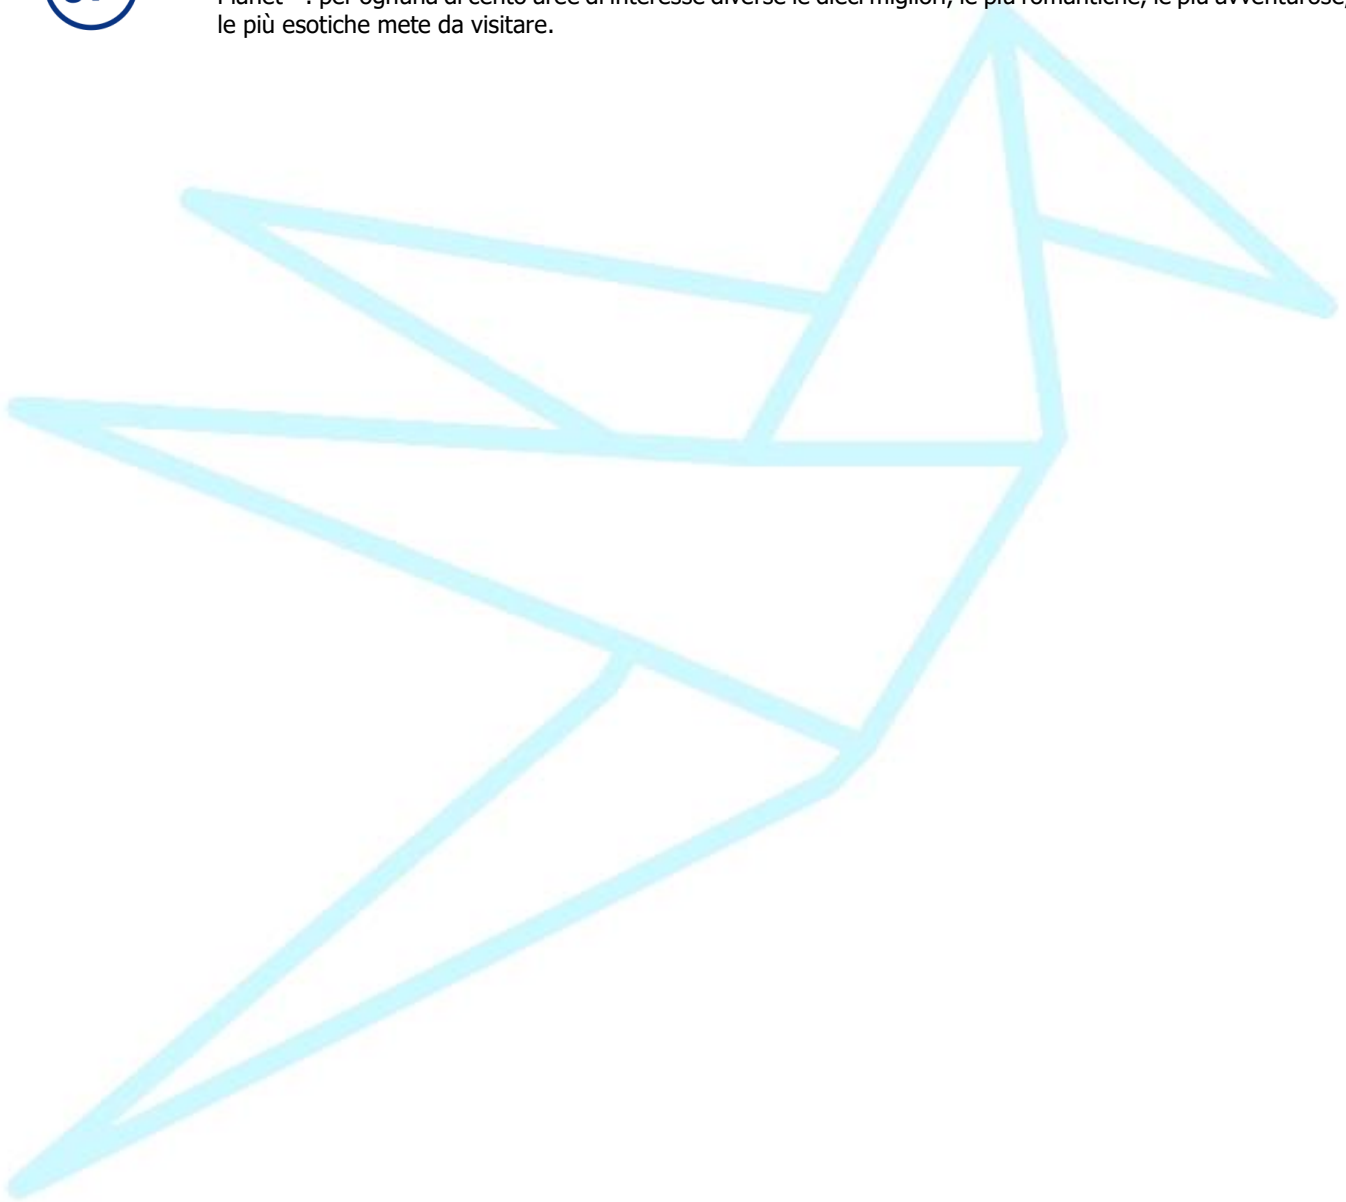 Planet" : per ognuna di cento aree di interesse diverse le dieci migliori, le più romantiche, le più avventurose,
le più esotiche mete da visitare.